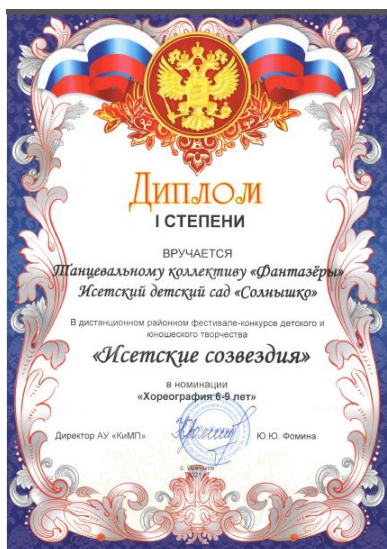 Диплом
I СТЕПЕНИ
ВРУЧАЕТСЯ
Танцевальному коллективу «Фантазёры»
Исетский детский сад «Солнышко»
В дистанционном районном фестивале-конкурсе детского и
юношеского творчества
«Исетские созвездия»
в номинации
«Хореография 6-9 лет»
Директор АУ «КиМП»
Ю.Ю. Фомина